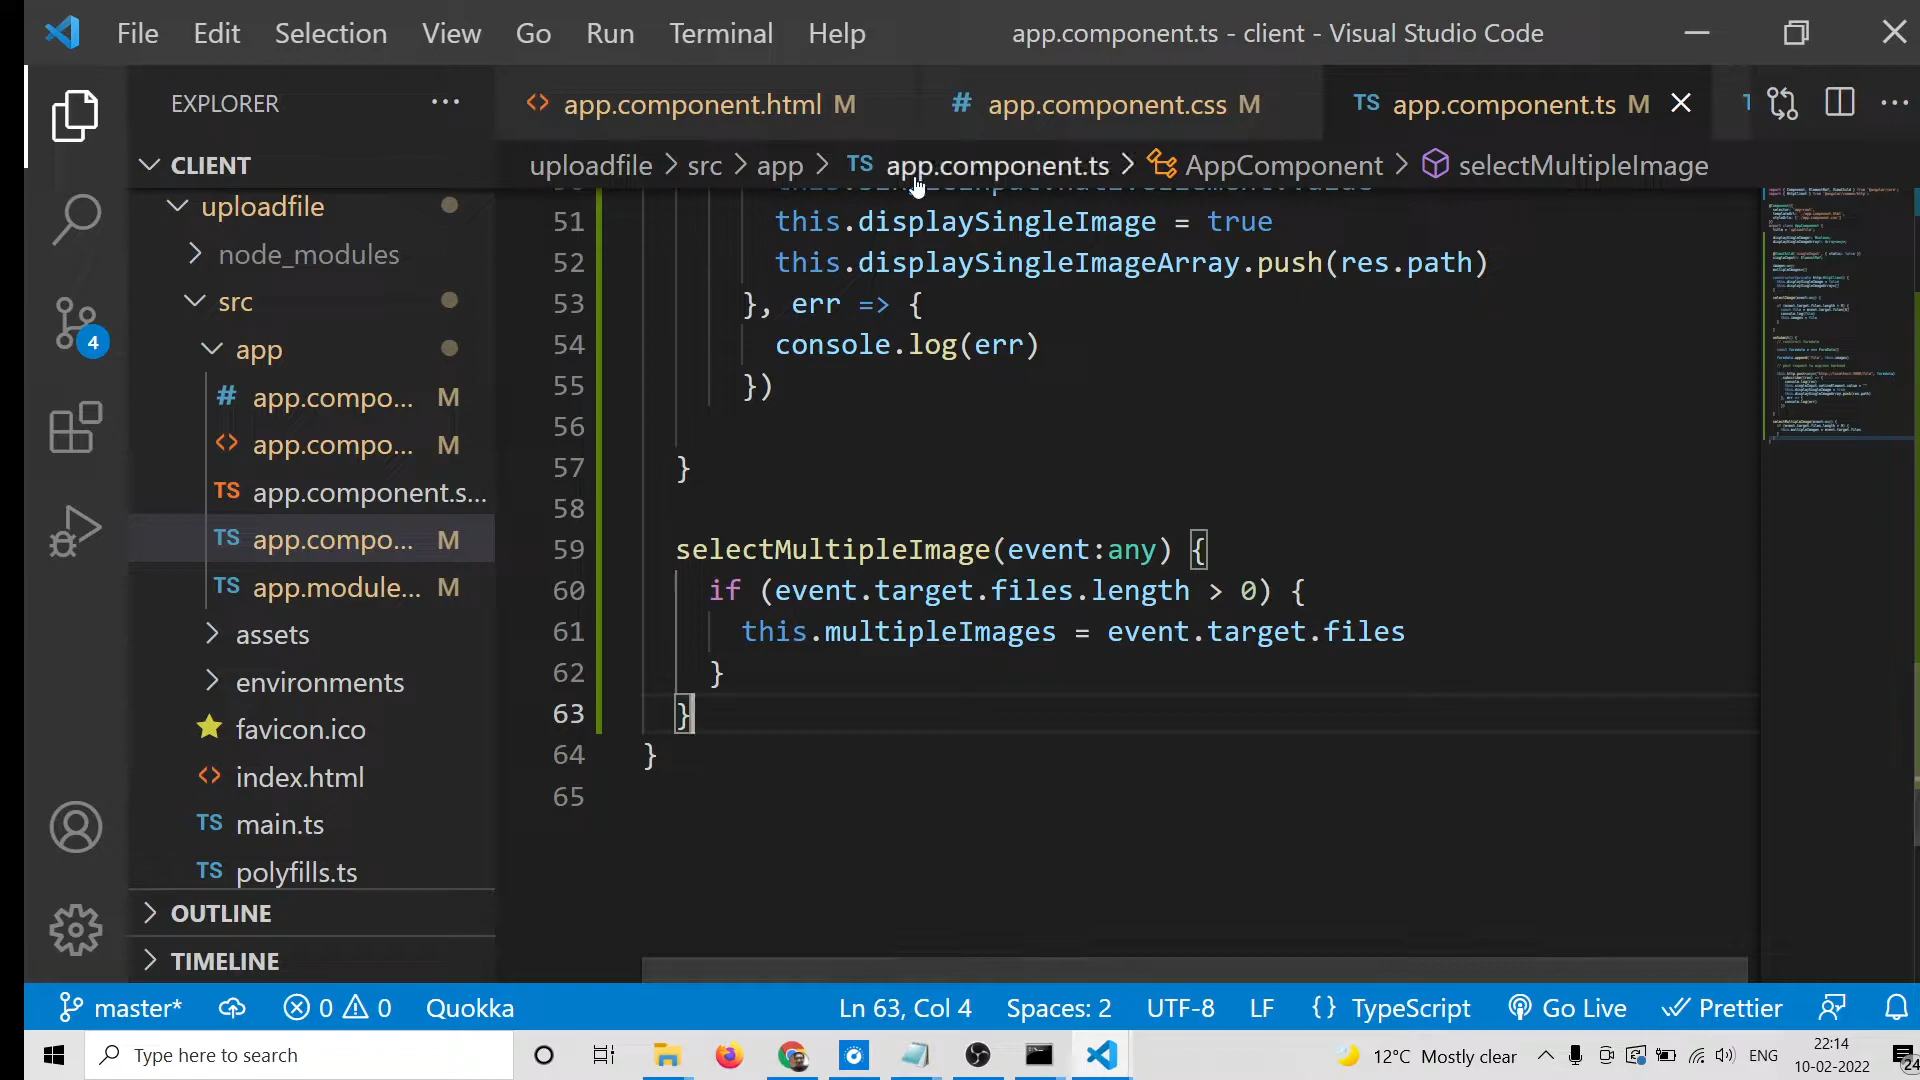 File Edit Selection View Go Run Terminal Help app.component.ts - client - Visual Studio Code
EXPLORER ...
<> app.component.html M # app.component.css M TS app.component.ts M
CLIENT
uploadfile > src > app > TS app.component.ts > AppComponent > selectMultipleImage
uploadfile
node_modules
src
app
# app.compo... M
<> app.compo... M
TS app.component.s...
TS app.compo... M
TS app.module... M
assets
environments
favicon.ico
<> index.html
TS main.ts
TS polyfills.ts
OUTLINE
TIMELINE
4
51 this.displaySingleImage = true
52 this.displaySingleImageArray.push(res.path)
53 }, err => {
54 console.log(err)
55 })
56
57 }
58
59 selectMultipleImage(event:any) {
60 if (event.target.files.length > 0) {
61 this.multipleImages = event.target.files
62 }
63 }
64 }
65
master* 0 0 Quokka Ln 63, Col 4 Spaces: 2 UTF-8 LF {} TypeScript Go Live Prettier
Type here to search 12°C Mostly clear ENG 22:14
10-02-2022
24